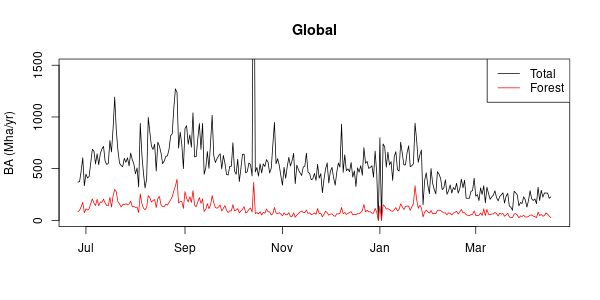 Global
BA (Mha/yr)
1500
1000
500
0
Total
Forest
Jul Sep Nov Jan Mar